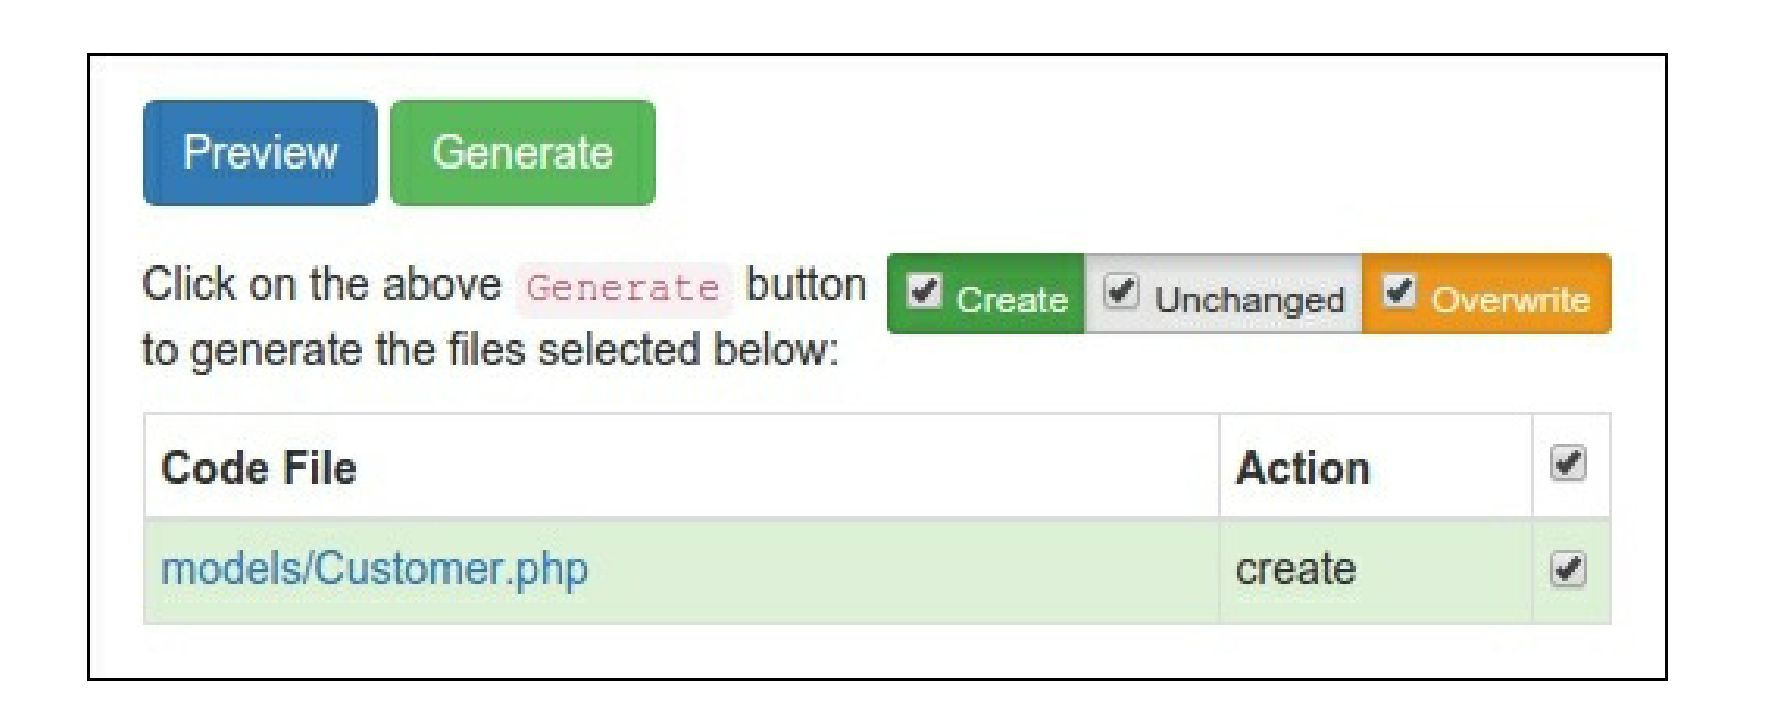 Preview Generate
Click on the above Generate button
to generate the files selected below:
Create Unchanged Overwrite
Code File Action
models/Customer.php create